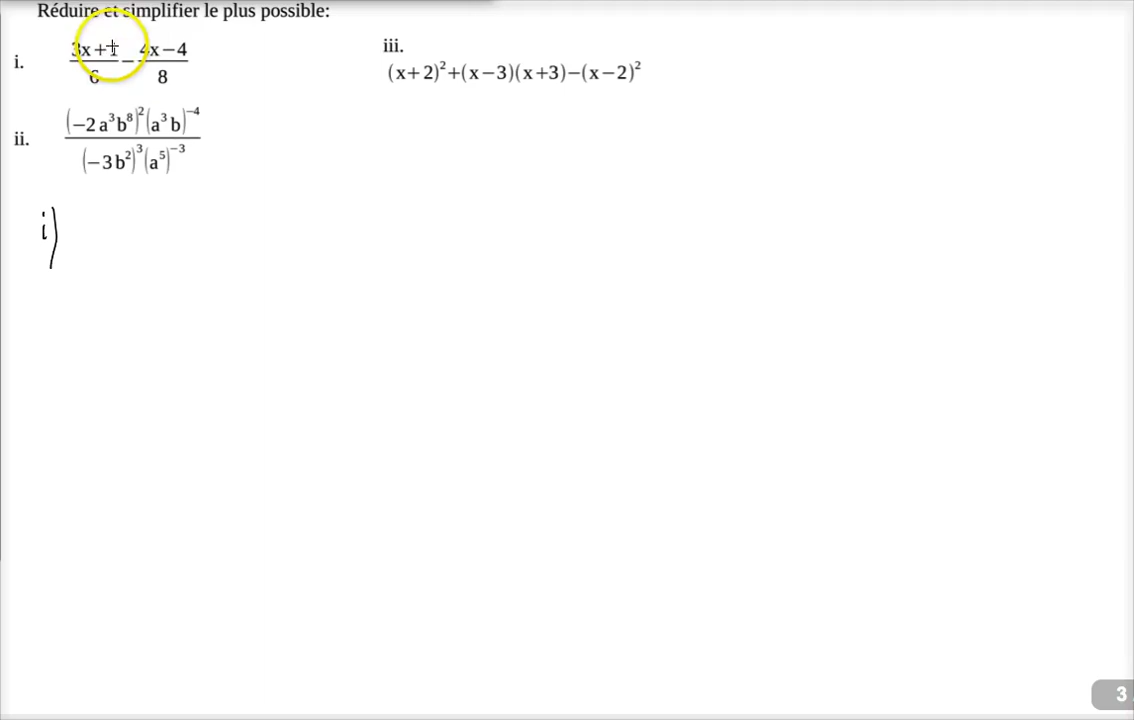 Réduire et simplifier le plus possible:
i. (3x+1)/6 − (4x−4)/8
ii. ((−2a³b⁸)²(a³b)⁻⁴)/((−3b²)³(a⁵)⁻³)
iii.
(x+2)²+(x−3)(x+3)−(x−2)²
i)
3